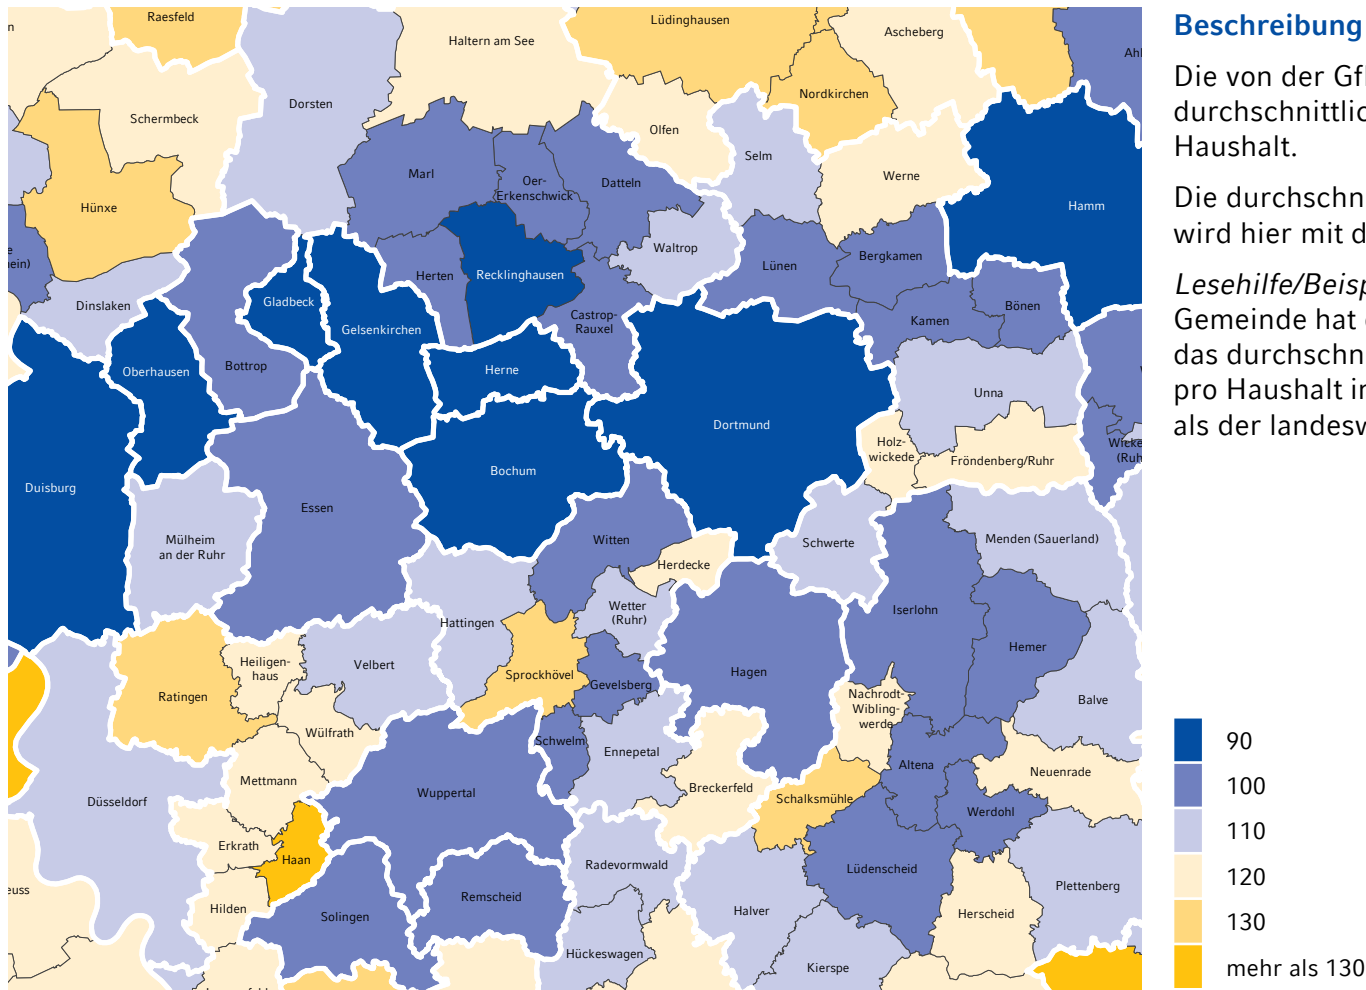 Raesfeld
Lüdinghausen
Ascheberg
Haltern am See
Dorsten
Nordkirchen
Schermbeck
Olfen
Selm
Marl
Oer-
Erkenschwick
Datteln
Werne
Hünxe
Hamm
Waltrop
Bergkamen
Lünen
Herten
Recklinghausen
Dinslaken
Gladbeck
Bönen
Castrop-
Rauxel
Kamen
Gelsenkirchen
Bottrop
Oberhausen
Herne
Unna
Dortmund
Holz-
wickede
Fröndenberg/Ruhr
Bochum
Duisburg
Essen
Mülheim
an der Ruhr
Witten
Schwerte
Menden (Sauerland)
Herdecke
Wetter
(Ruhr)
Iserlohn
Hattingen
Hemer
Heiligen-
haus
Velbert
Sprockhövel
Gevelsberg
Hagen
Ratingen
Nachrodt-
Wibling-
werde
Balve
Wülfrath
Schwelm
Ennepetal
Altena
Neuenrade
Mettmann
Breckerfeld
Wuppertal
Düsseldorf
Schalksmühle
Werdohl
Erkrath
Haan
Radevormwald
Lüdenscheid
Plettenberg
Remscheid
Hilden
Solingen
Halver
Herscheid
Hückeswagen
Kierspe
Beschreibung
Die von der
durchschnittlic
Haushalt.
Die durchschn
wird hier mit d
Lesehilfe/Beisp
Gemeinde hat
das durchschn
pro Haushalt
als der landesw
90
100
110
120
130
mehr als 130